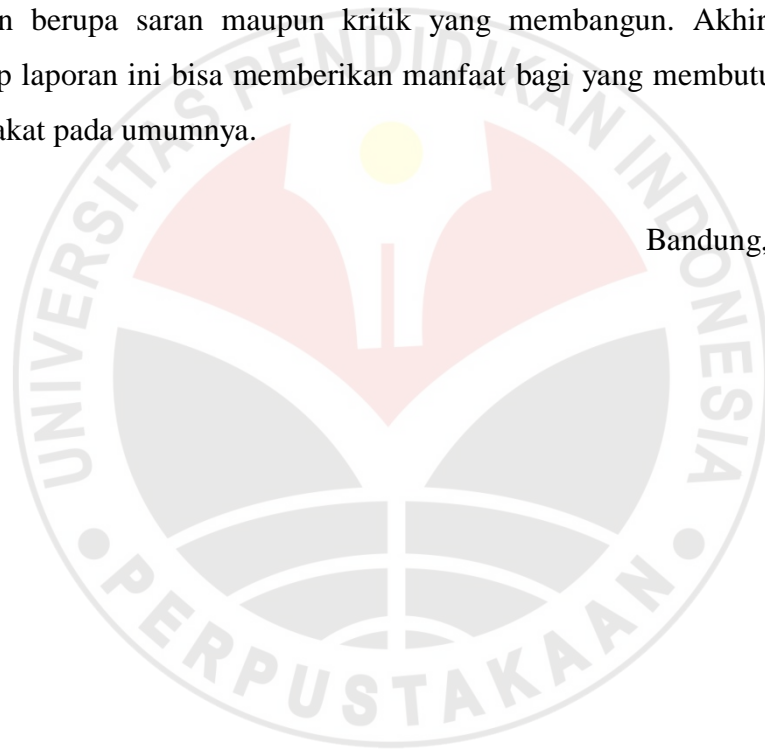 n berupa saran maupun kritik yang membangun. Akhir
p laporan ini bisa memberikan manfaat bagi yang membutu
akat pada umumnya.
Bandung,
UNIVERSITAS PENDIDIKAN INDONESIA
PERPUSTAKAAN